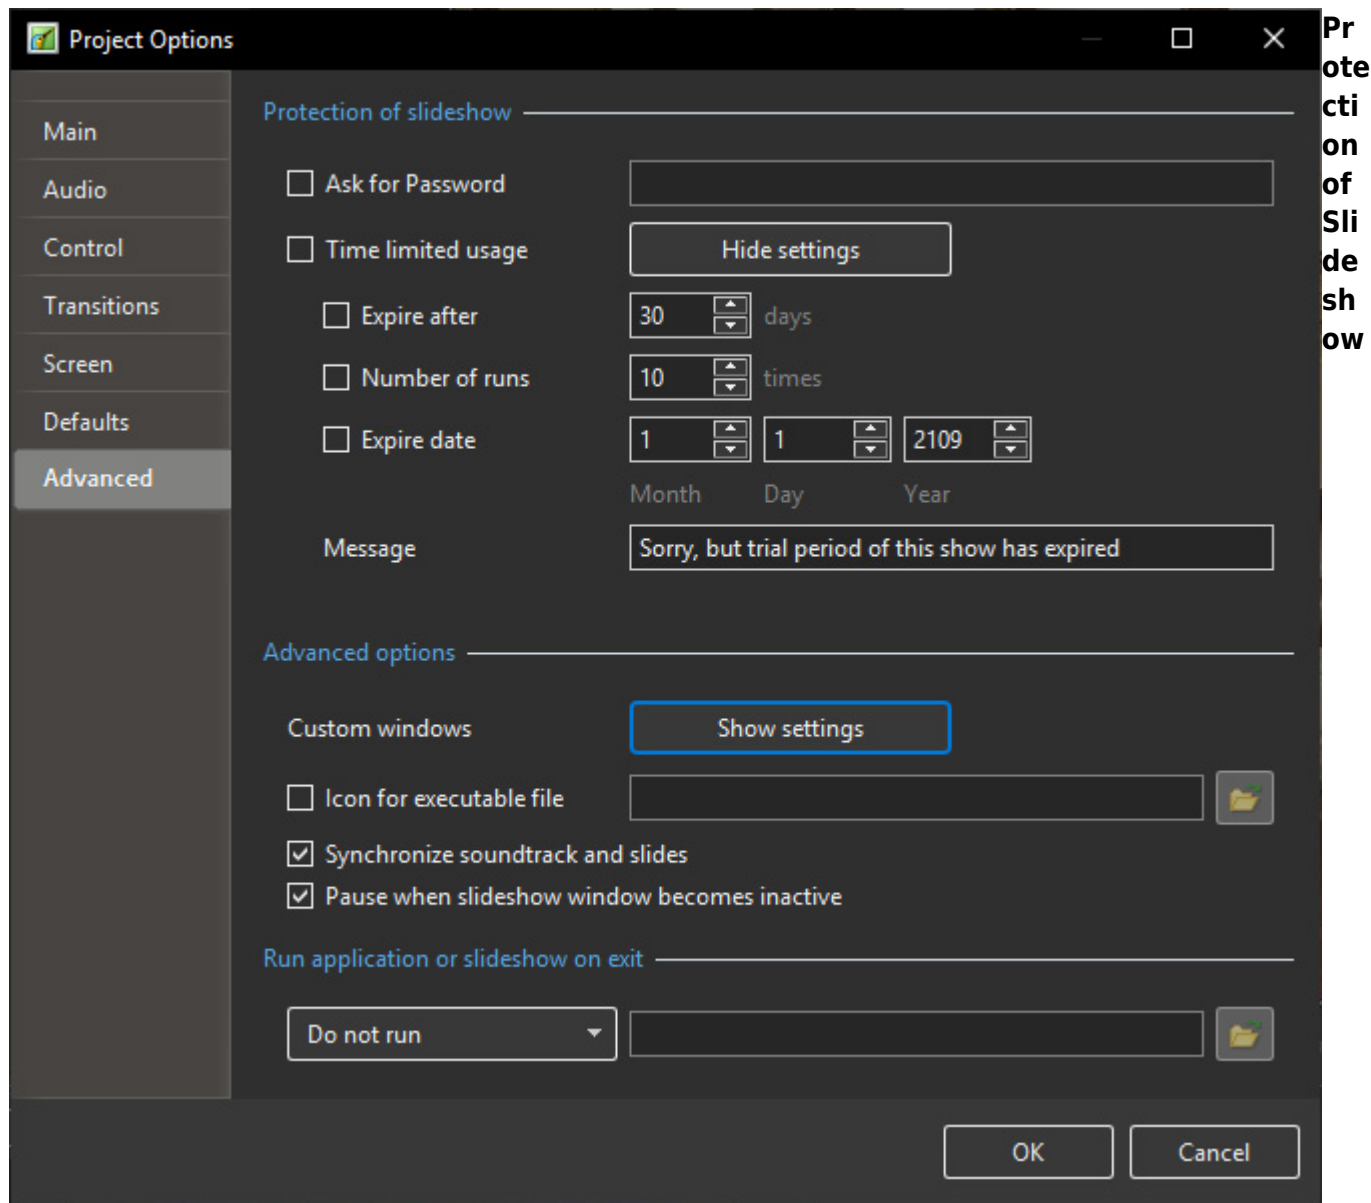 Project Options
Main
Audio
Control
Transitions
Screen
Defaults
Advanced
Protection of slideshow
Ask for Password
Time limited usage Hide settings
Expire after 30 days
Number of runs 10 times
Expire date 1 1 2109
Month Day Year
Message Sorry, but trial period of this show has expired
Advanced options
Custom windows Show settings
Icon for executable file
Synchronize soundtrack and slides
Pause when slideshow window becomes inactive
Run application or slideshow on exit
Do not run
OK Cancel
Pr
ote
cti
on
of
Sli
de
sh
ow